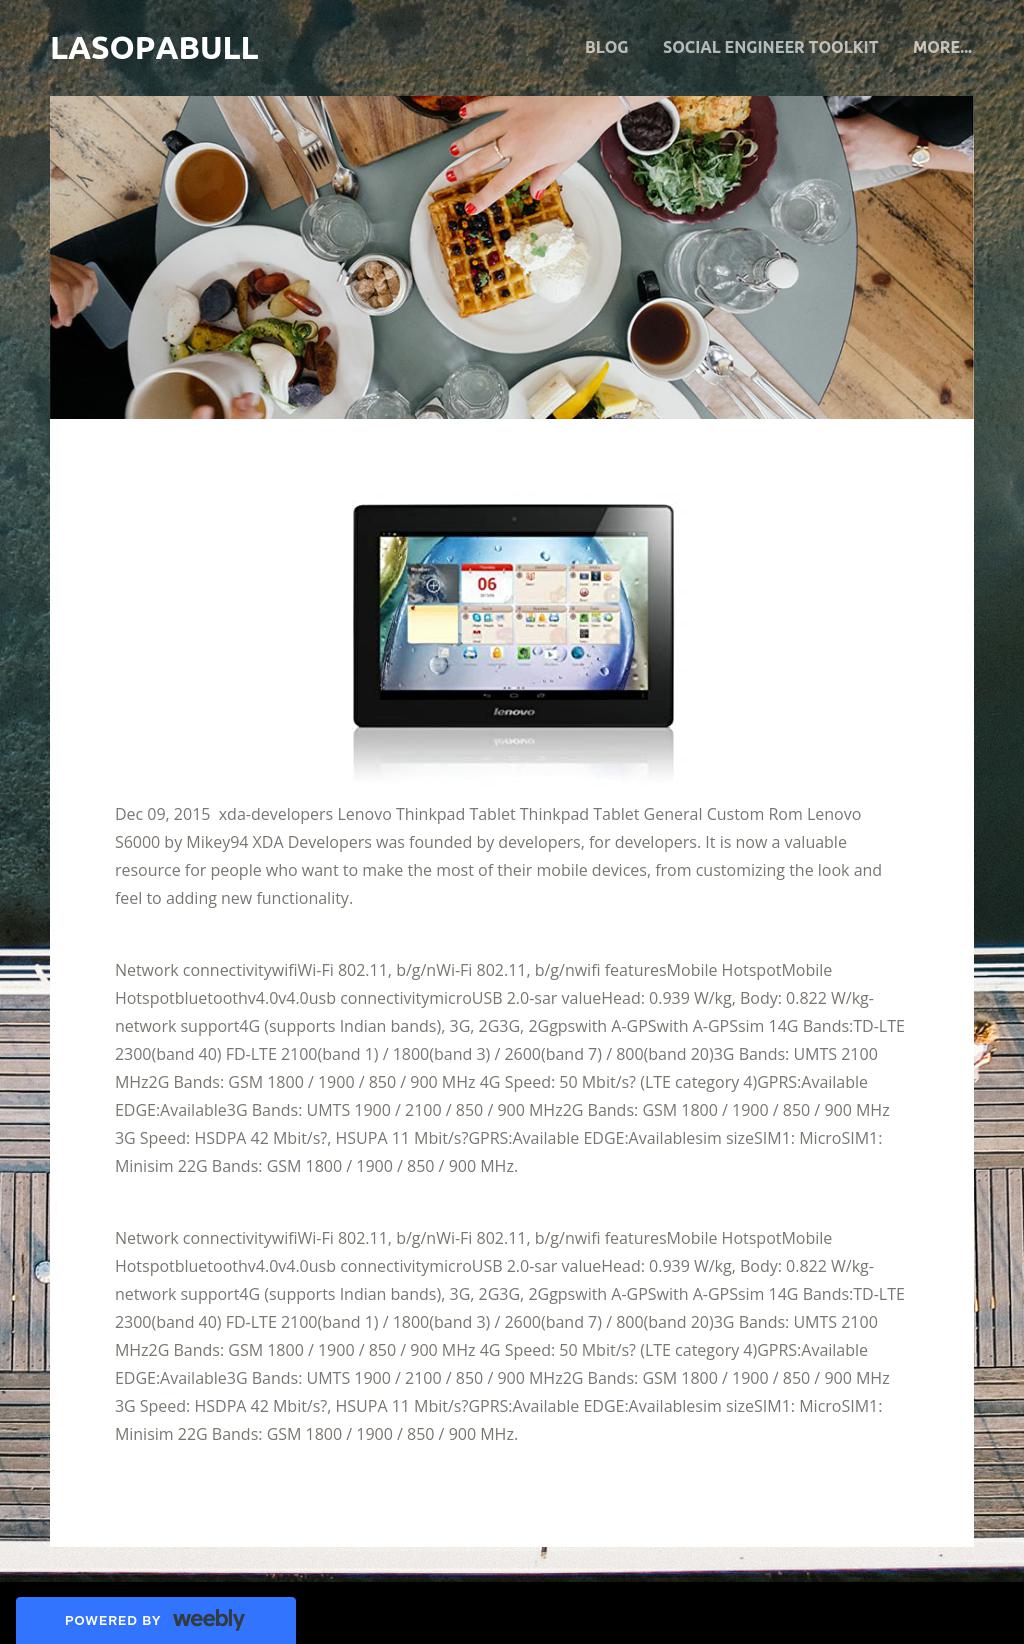 LASOPABULL
BLOG SOCIAL ENGINEER TOOLKIT MORE...
06
lenovo
Dec 09, 2015  xda-developers Lenovo Thinkpad Tablet Thinkpad Tablet General Custom Rom Lenovo
S6000 by Mikey94 XDA Developers was founded by developers, for developers. It is now a valuable
resource for people who want to make the most of their mobile devices, from customizing the look and
feel to adding new functionality.
Network connectivitywifiWi-Fi 802.11, b/g/nWi-Fi 802.11, b/g/nwifi featuresMobile HotspotMobile
Hotspotbluetoothv4.0v4.0usb connectivitymicroUSB 2.0-sar valueHead: 0.939 W/kg, Body: 0.822 W/kg-
network support4G (supports Indian bands), 3G, 2G3G, 2Ggpswith A-GPSwith A-GPSsim 14G Bands:TD-LTE
2300(band 40) FD-LTE 2100(band 1) / 1800(band 3) / 2600(band 7) / 800(band 20)3G Bands: UMTS 2100
MHz2G Bands: GSM 1800 / 1900 / 850 / 900 MHz 4G Speed: 50 Mbit/s? (LTE category 4)GPRS:Available
EDGE:Available3G Bands: UMTS 1900 / 2100 / 850 / 900 MHz2G Bands: GSM 1800 / 1900 / 850 / 900 MHz
3G Speed: HSDPA 42 Mbit/s?, HSUPA 11 Mbit/s?GPRS:Available EDGE:Availablesim sizeSIM1: MicroSIM1:
Minisim 22G Bands: GSM 1800 / 1900 / 850 / 900 MHz.
Network connectivitywifiWi-Fi 802.11, b/g/nWi-Fi 802.11, b/g/nwifi featuresMobile HotspotMobile
Hotspotbluetoothv4.0v4.0usb connectivitymicroUSB 2.0-sar valueHead: 0.939 W/kg, Body: 0.822 W/kg-
network support4G (supports Indian bands), 3G, 2G3G, 2Ggpswith A-GPSwith A-GPSsim 14G Bands:TD-LTE
2300(band 40) FD-LTE 2100(band 1) / 1800(band 3) / 2600(band 7) / 800(band 20)3G Bands: UMTS 2100
MHz2G Bands: GSM 1800 / 1900 / 850 / 900 MHz 4G Speed: 50 Mbit/s? (LTE category 4)GPRS:Available
EDGE:Available3G Bands: UMTS 1900 / 2100 / 850 / 900 MHz2G Bands: GSM 1800 / 1900 / 850 / 900 MHz
3G Speed: HSDPA 42 Mbit/s?, HSUPA 11 Mbit/s?GPRS:Available EDGE:Availablesim sizeSIM1: MicroSIM1:
Minisim 22G Bands: GSM 1800 / 1900 / 850 / 900 MHz.
POWERED BY weebly